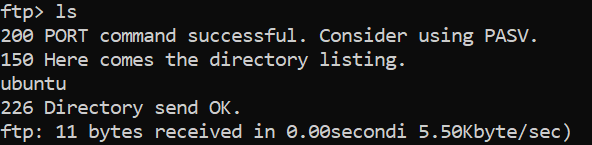 ftp> ls
200 PORT command successful. Consider using PASV.
150 Here comes the directory listing.
ubuntu
226 Directory send OK.
ftp: 11 bytes received in 0.00secondi 5.50Kbyte/sec)